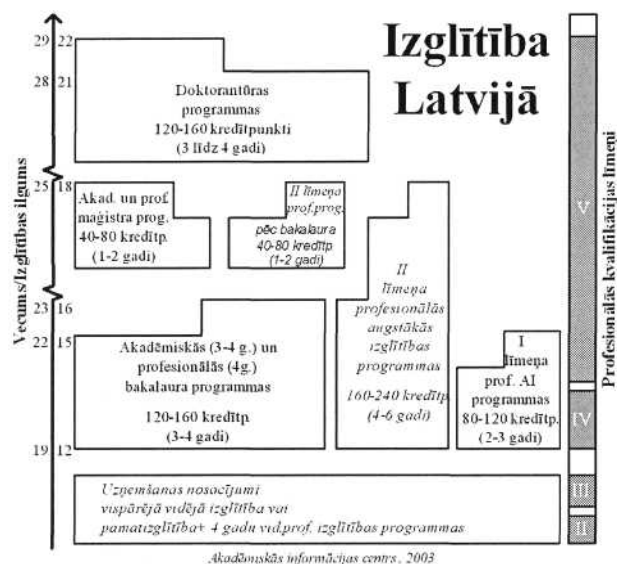 Izglītība
Latvijā
Vecums/Izglītības ilgums
29 22
28 21
Doktorantūras
programmas
120-160 kredītpunkti
(3 līdz 4 gadi)
25 18
Akad. un prof.
maģistra prog.
40-80 kredītp.
(1-2 gadi)
II līmeņa
prof.prog.
pēc bakalaura
40-80 kredītp.
(1-2 gadi)
23 16
22 15
Akadēmiskās (3-4 g.) un
profesionālās (4g.)
bakalaura programmas
120-160 kredītp.
(3-4 gadi)
II
līmeņa
profesionālās
augstākās
izglītības
programmas
160-240 kredītp.
(4-6 gadi)
I
līmeņa
prof. AI
programmas
80-120 kredītp.
(2-3 gadi)
19 12
Uzņemšanas nosacījumi
vispārējā vidējā izglītība vai
pamatizglītība+ 4 gadu vid.prof. izglītības programmas
V
IV
III
II
Profesionālās kvalifikācijas līmeņi
Akadēmiskās informācijas centrs, 2003